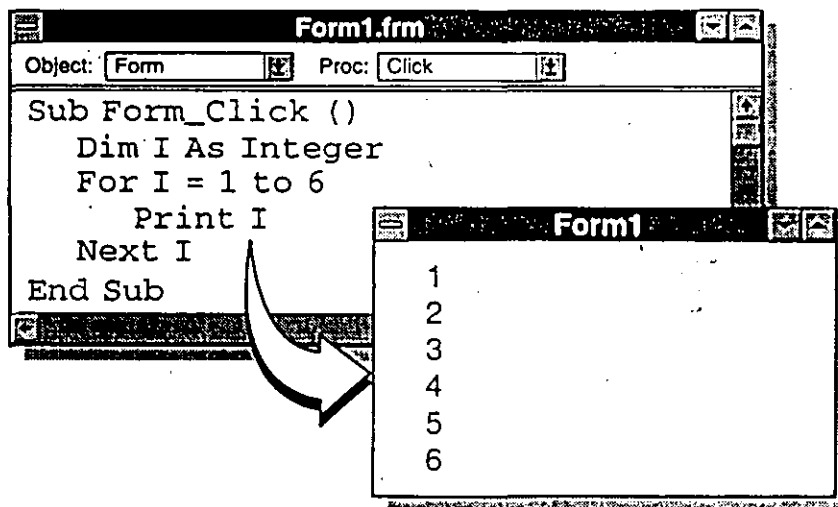 Form1.frm
Object: Form Proc: Click
Sub Form_Click ()
Dim I As Integer
For I = 1 to 6
Print I
Next I
End Sub
Form1
1
2
3
4
5
6